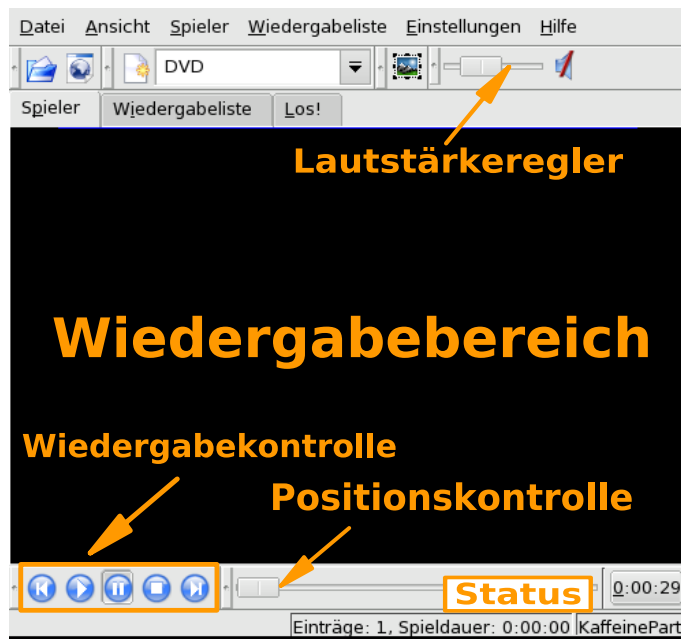 Datei Ansicht Spieler Wiedergabeliste Einstellungen Hilfe
DVD
Spieler Wiedergabeliste Los!
Lautstärkeregler
Wiedergabebereich
Wiedergabekontrolle
Positionskontrolle
Status 0:00:29
Einträge: 1, Spieldauer: 0:00:00 KaffeinePart